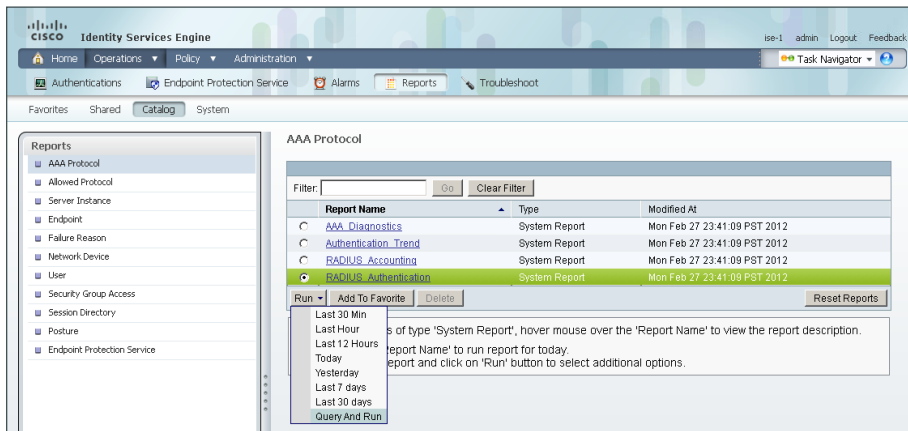 CISCO Identity Services Engine
ise-1 admin Logout Feedback
Home Operations ▼ Policy ▼ Administration ▼
Task Navigator ▼
Authentications Endpoint Protection Service Alarms Reports Troubleshoot
Favorites Shared Catalog System
Reports
AAA Protocol
Allowed Protocol
Server Instance
Endpoint
Failure Reason
Network Device
User
Security Group Access
Session Directory
Posture
Endpoint Protection Service
AAA Protocol
Filter: Go Clear Filter
Report Name Type Modified At
AAA_Diagnostics System Report Mon Feb 27 23:41:09 PST 2012
Authentication_Trend System Report Mon Feb 27 23:41:09 PST 2012
RADIUS_Accounting System Report Mon Feb 27 23:41:09 PST 2012
RADIUS_Authentication System Report Mon Feb 27 23:41:09 PST 2012
Run Add To Favorite Delete Reset Reports
Last 30 Min
Last Hour
Last 12 Hours
Today
Yesterday
Last 7 days
Last 30 days
Query And Run
s of type 'System Report', hover mouse over the 'Report Name' to view the report description.
Report Name' to run report for today.
eport and click on 'Run' button to select additional options.